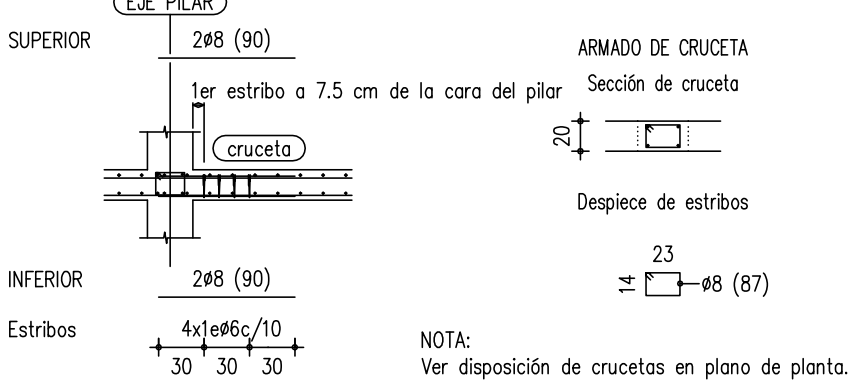 EJE PILAR
SUPERIOR
2ø8 (90)
1er estribo a 7.5 cm de la cara del pilar
cruceta
INFERIOR
2ø8 (90)
Estribos
4x1eø6c/10
30 30 30
ARMADO DE CRUCETA
Sección de cruceta
20
Despiece de estribos
23
14
ø8 (87)
NOTA:
Ver disposición de crucetas en plano de planta.